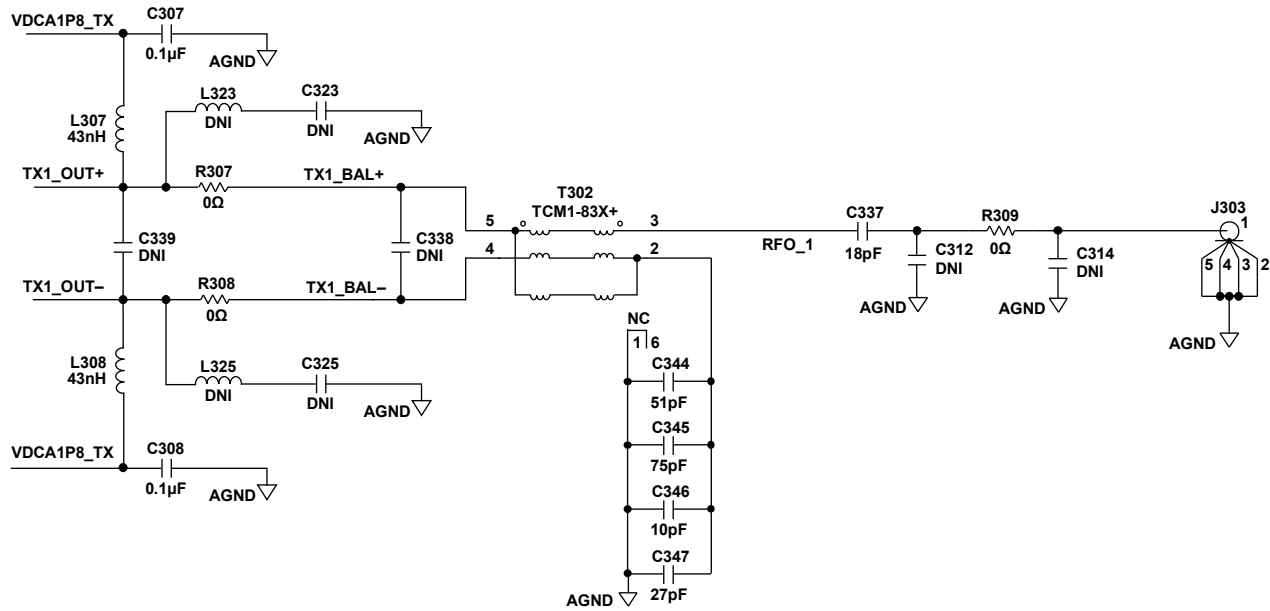 VDCA1P8_TX
C307
0.1µF
AGND
L307
43nH
L323
DNI
C323
DNI
AGND
TX1_OUT+
R307
0Ω
TX1_BAL+
C339
DNI
C338
DNI
TX1_OUT–
R308
0Ω
TX1_BAL–
L308
43nH
L325
DNI
C325
DNI
AGND
VDCA1P8_TX
C308
0.1µF
AGND
T302
TCM1-83X+
5
3
4
2
NC
1 6
C344
51pF
C345
75pF
C346
10pF
C347
27pF
AGND
RFO_1
C337
18pF
C312
DNI
AGND
R309
0Ω
C314
DNI
AGND
J303
1
5 4 3 2
AGND